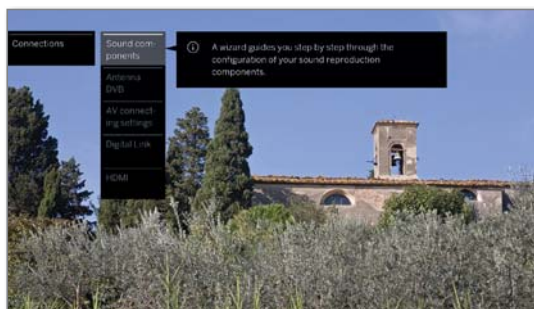 Connections
Sound com-
ponents
A wizard guides you step by step through the
configuration of your sound reproduction
components.
Antenna
DVB
AV connect-
ing settings
Digital Link
HDMI